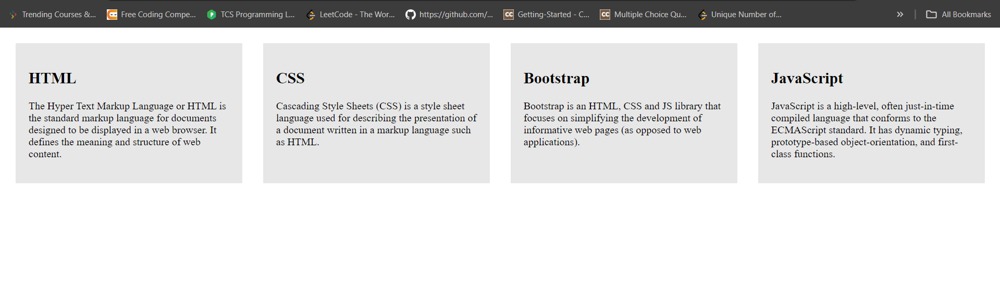 Trending Courses &...
Free Coding Compe...
TCS Programming L...
LeetCode - The Wor...
https://github.com/...
CC Getting-Started - C...
CC Multiple Choice Qu...
Unique Number of...
All Bookmarks
HTML
The Hyper Text Markup Language or HTML is
the standard markup language for documents
designed to be displayed in a web browser. It
defines the meaning and structure of web
content.
CSS
Cascading Style Sheets (CSS) is a style sheet
language used for describing the presentation of
a document written in a markup language such
as HTML.
Bootstrap
Bootstrap is an HTML, CSS and JS library that
focuses on simplifying the development of
informative web pages (as opposed to web
applications).
JavaScript
JavaScript is a high-level, often just-in-time
compiled language that conforms to the
ECMAScript standard. It has dynamic typing,
prototype-based object-orientation, and first-
class functions.